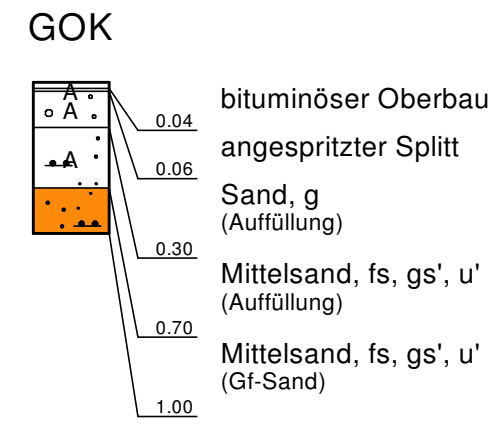 GOK
A
A
A
bituminöser Oberbau
0.04
angespritzter Splitt
0.06
Sand, g
(Auffüllung)
0.30
Mittelsand, fs, gs', u'
(Auffüllung)
0.70
Mittelsand, fs, gs', u'
(Gf-Sand)
1.00